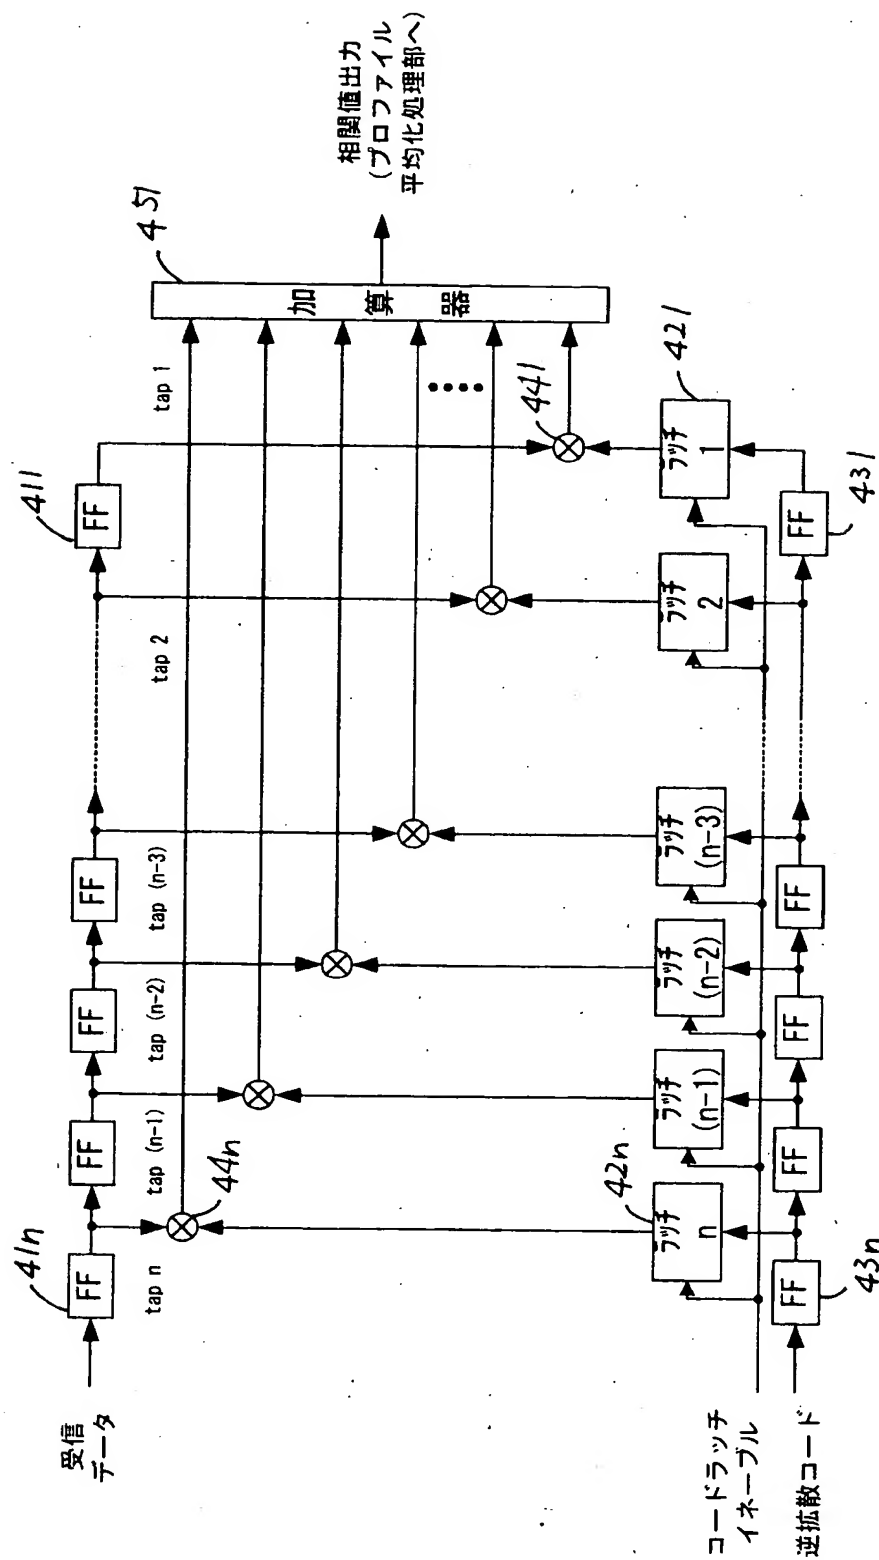 受信
データ
41n
FF
FF
FF
FF
411
FF
tap n
tap (n-1)
tap (n-2)
tap (n-3)
tap 2
tap 1
44n
451
加算器
相関値出力
(プロファイル
平均化処理部へ)
441
42n
ラッチ
n
ラッチ
(n-1)
ラッチ
(n-2)
ラッチ
(n-3)
ラッチ
2
ラッチ
1
421
コードラッチ
イネーブル
逆拡散コード
FF
43n
FF
FF
FF
FF
431